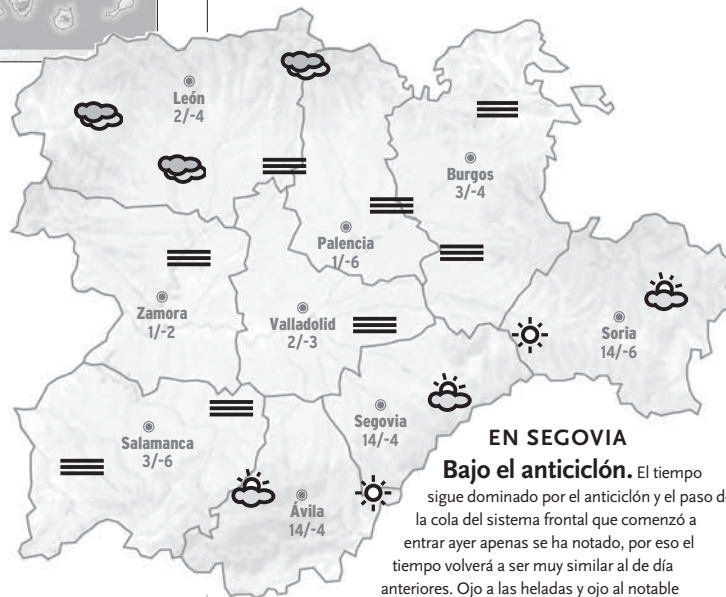 León
2/-4
Burgos
3/-4
Palencia
1/-6
Zamora
1/-2
Valladolid
2/-3
Soria
14/-6
Segovia
14/-4
Salamanca
3/-6
Ávila
14/-4
EN SEGOVIA
Bajo el anticiclón. El tiempo
sigue dominado por el anticiclón y el paso de
la cola del sistema frontal que comenzó a
entrar ayer apenas se ha notado, por eso el
tiempo volverá a ser muy similar al de día
anteriores. Ojo a las heladas y ojo al notable